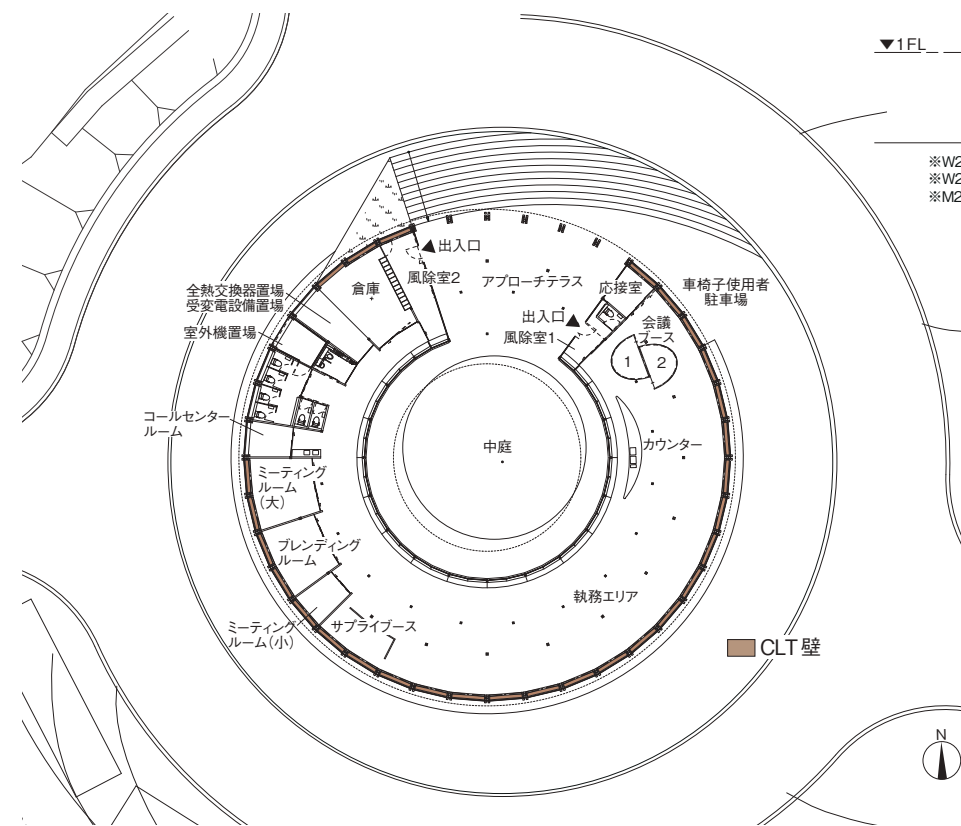 ▼1FL
※W2
※W2
※M2
出入口
風除室2
アプローチテラス
応接室
車椅子使用者
駐車場
全熱交換器置場
受変電設備置場
倉庫
室外機置場
出入口
風除室1
会議
ブース
1
2
コールセンター
ルーム
中庭
カウンター
ミーティング
ルーム
(大)
ブレンディング
ルーム
執務エリア
ミーティング
ルーム(小)
サプライブース
CLT壁
N